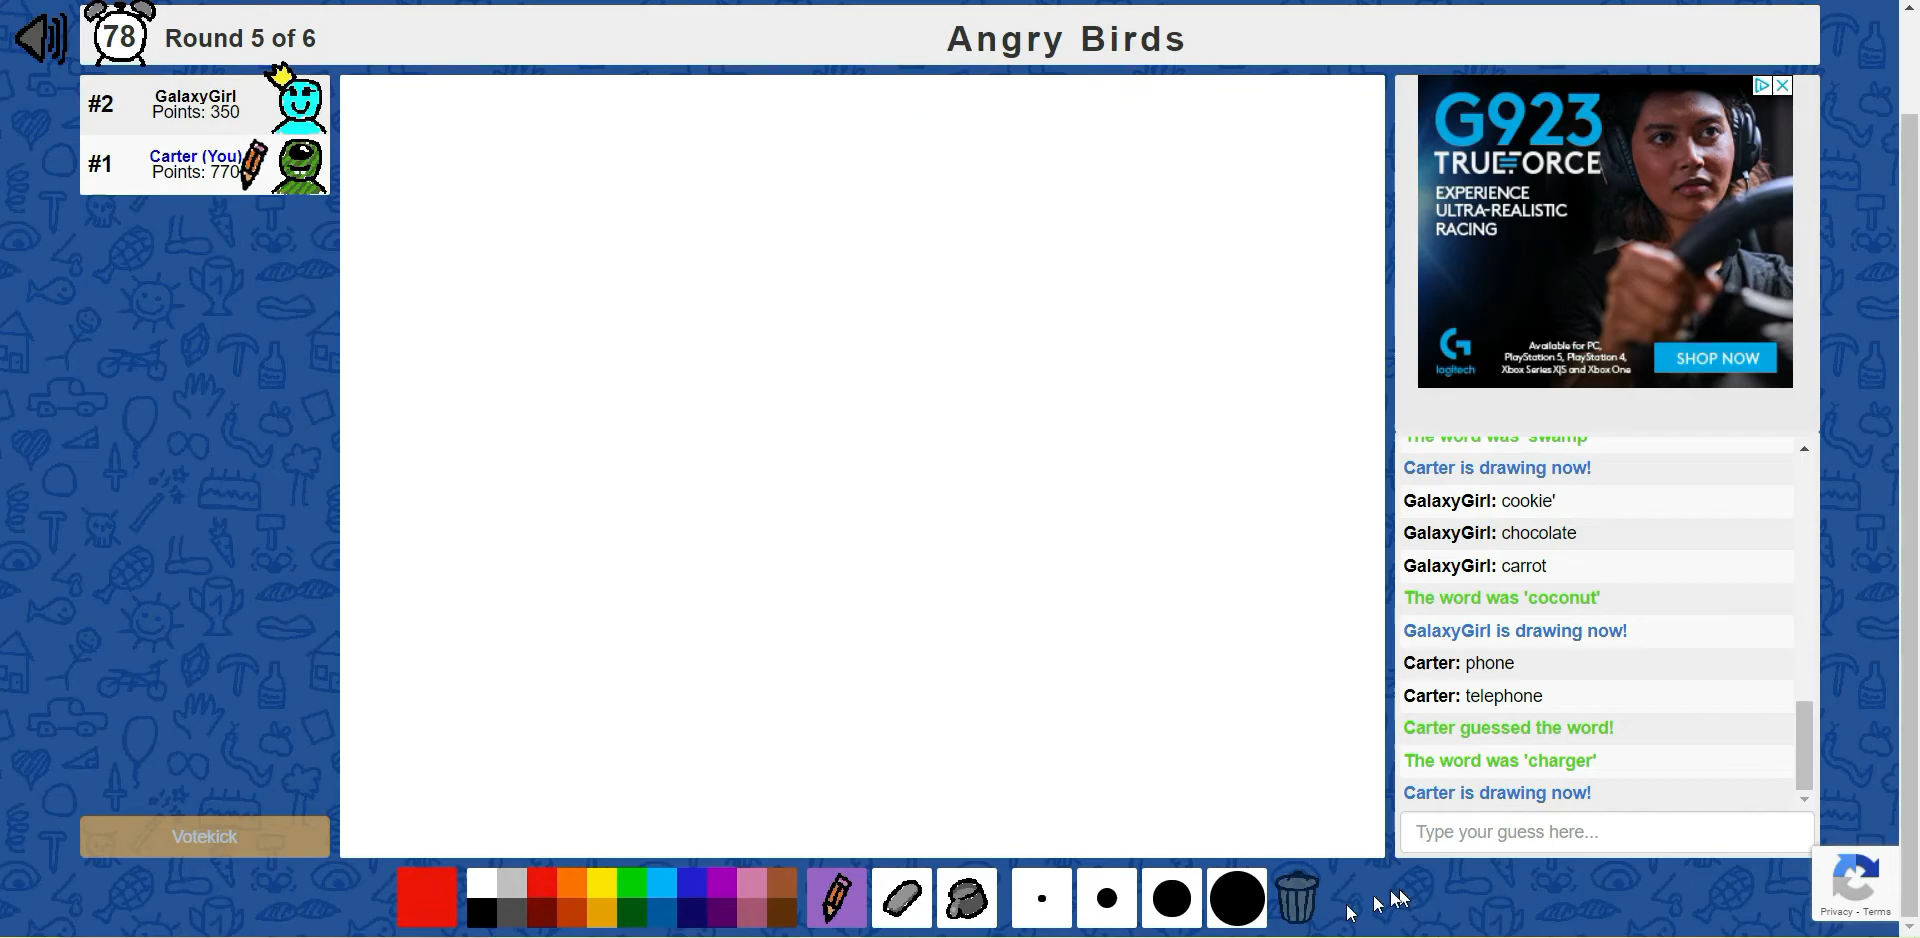 78
Round 5 of 6
Angry Birds
#2
GalaxyGirl
Points: 350
#1
Carter (You)
Points: 770
G923
TRUEFORCE
EXPERIENCE
ULTRA-REALISTIC
RACING
logitech
Available for PC,
PlayStation 5, PlayStation 4,
Xbox Series X|S and Xbox One
SHOP NOW
The word was 'swamp'
Carter is drawing now!
GalaxyGirl: cookie'
GalaxyGirl: chocolate
GalaxyGirl: carrot
The word was 'coconut'
GalaxyGirl is drawing now!
Carter: phone
Carter: telephone
Carter guessed the word!
The word was 'charger'
Carter is drawing now!
Type your guess here...
Votekick
Privacy - Terms